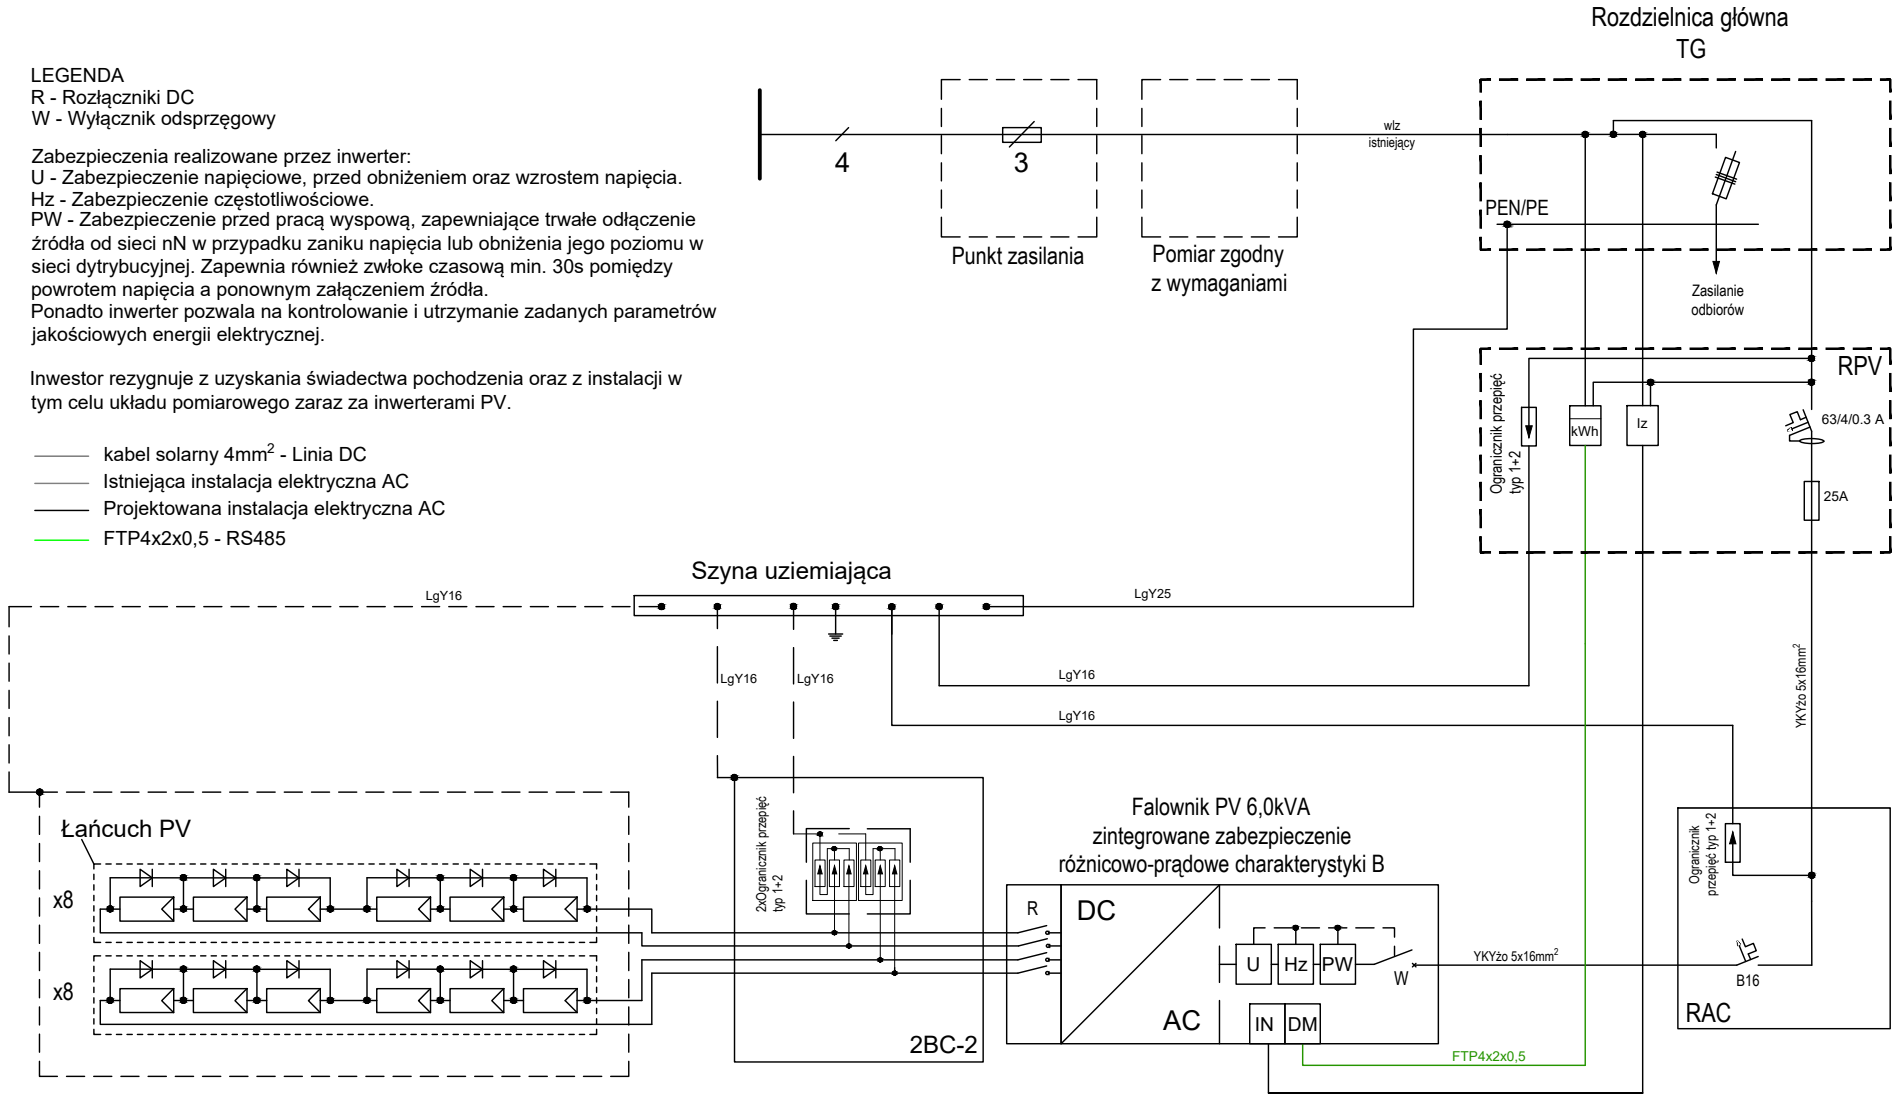 Rozdzielnica główna
TG
LEGENDA
R - Rozłączniki DC
W - Wyłącznik odsprzęgowy
Zabezpieczenia realizowane przez inwerter:
U - Zabezpieczenie napięciowe, przed obniżeniem oraz wzrostem napięcia.
Hz - Zabezpieczenie częstotliwościowe.
PW - Zabezpieczenie przed pracą wyspową, zapewniające trwałe odłączenie
źródła od sieci nN w przypadku zaniku napięcia lub obniżenia jego poziomu w
sieci dytrybucyjnej. Zapewnia również zwłoke czasową min. 30s pomiędzy
powrotem napięcia a ponownym załączeniem źródła.
Ponadto inwerter pozwala na kontrolowanie i utrzymanie zadanych parametrów
jakościowych energii elektrycznej.
Inwestor rezygnuje z uzyskania świadectwa pochodzenia oraz z instalacji w
tym celu układu pomiarowego zaraz za inwerterami PV.
kabel solarny 4mm² - Linia DC
Istniejąca instalacja elektryczna AC
Projektowana instalacja elektryczna AC
FTP4x2x0,5 - RS485
4
3
Punkt zasilania
Pomiar zgodny
z wymaganiami
wlz
istniejący
PEN/PE
Zasilanie
odbiorów
RPV
Ogranicznik przepięć
typ 1+2
kWh
Iz
63/4/0.3 A
25A
Szyna uziemiająca
LgY16
LgY25
LgY16
LgY16
LgY16
LgY16
YKYżo 5x16mm²
Łańcuch PV
x8
x8
2xOgranicznik przepięć
typ 1+2
2BC-2
Falownik PV 6,0kVA
zintegrowane zabezpieczenie
różnicowo-prądowe charakterystyki B
R
DC
AC
U
Hz
PW
W
IN
DM
YKYżo 5x16mm²
FTP4x2x0,5
Ogranicznik
przepięć typ 1+2
B16
RAC